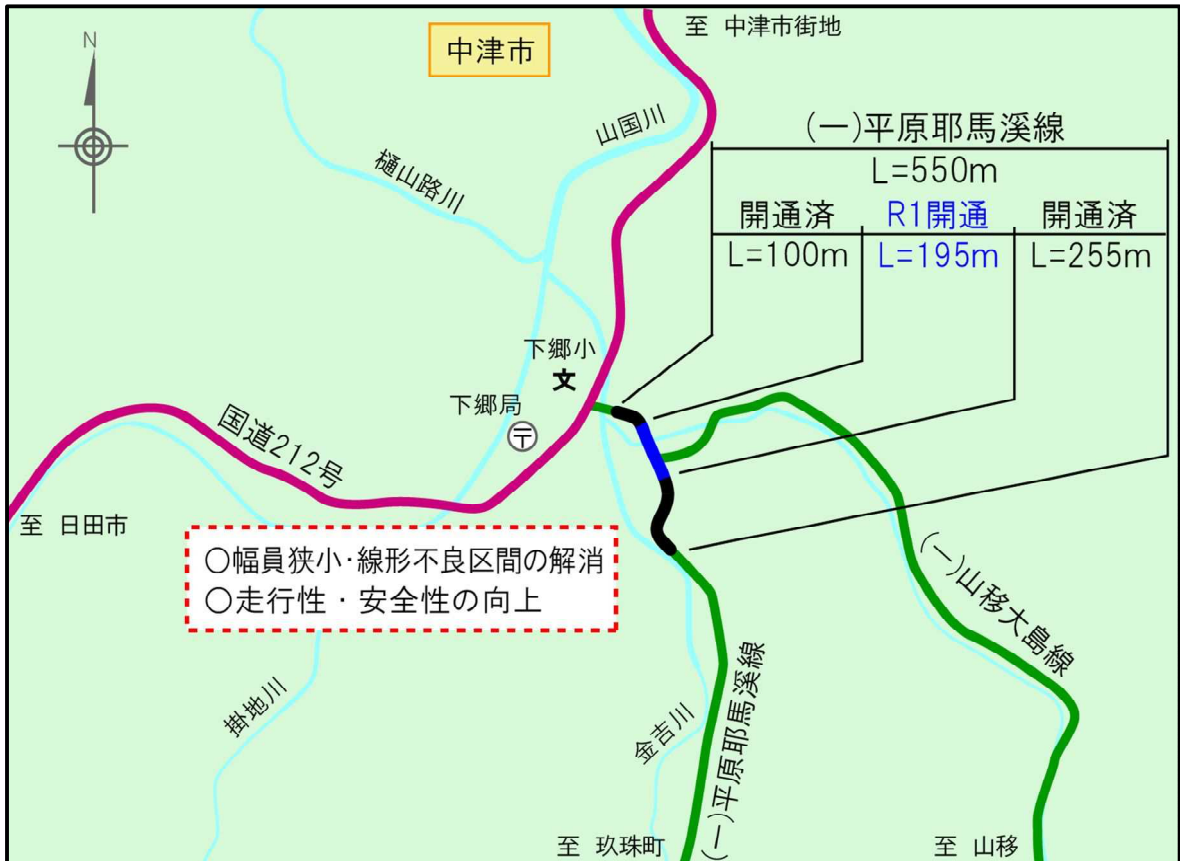 N
中津市
至 中津市街地
山国川
樋山路川
(一)平原耶馬溪線
L=550m
開通済 R1開通 開通済
L=100m L=195m L=255m
下郷小
文
下郷局
〒
国道212号
至 日田市
○幅員狭小・線形不良区間の解消
○走行性・安全性の向上
(一)山移大島線
掛地川
金吉川
(一)平原耶馬溪線
至 玖珠町
至 山移